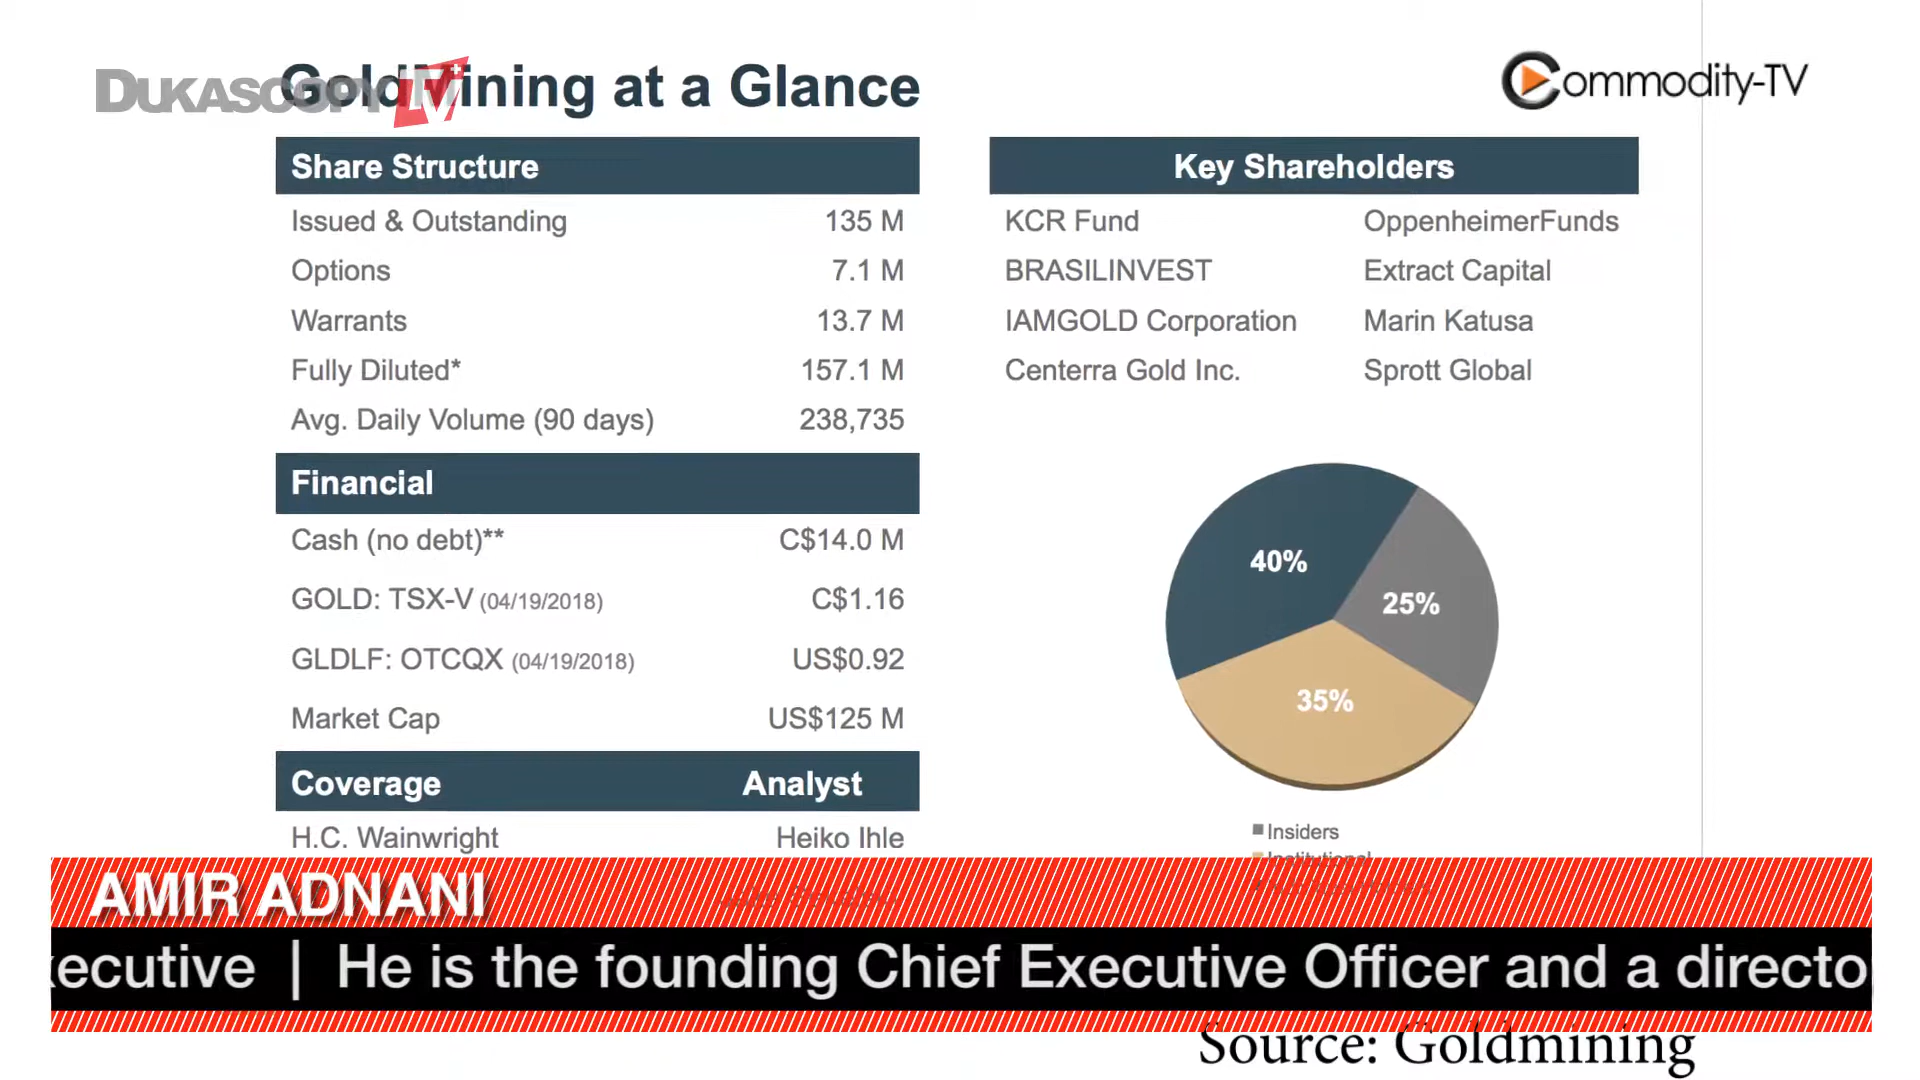 DUKASCOPY TV+
GoldMining at a Glance
Commodity-TV
Share Structure
Issued & Outstanding 135 M
Options 7.1 M
Warrants 13.7 M
Fully Diluted* 157.1 M
Avg. Daily Volume (90 days) 238,735
Financial
Cash (no debt)** C$14.0 M
GOLD: TSX-V (04/19/2018) C$1.16
GLDLF: OTCQX (04/19/2018) US$0.92
Market Cap US$125 M
Coverage Analyst
H.C. Wainwright Heiko Ihle
Key Shareholders
KCR Fund OppenheimerFunds
BRASILINVEST Extract Capital
IAMGOLD Corporation Marin Katusa
Centerra Gold Inc. Sprott Global
40%
25%
35%
Insiders
Institutional
AMIR ADNANI
xecutive | He is the founding Chief Executive Officer and a directo
Source: Goldmining